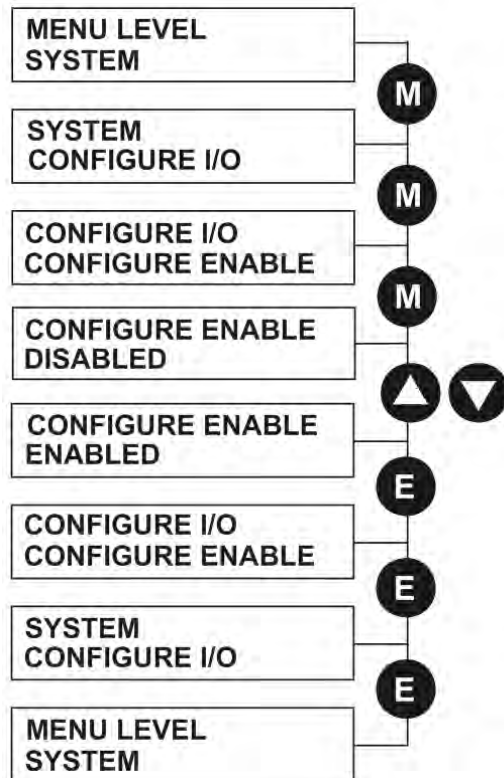 MENU LEVEL
SYSTEM
M
SYSTEM
CONFIGURE I/O
M
CONFIGURE I/O
CONFIGURE ENABLE
M
CONFIGURE ENABLE
DISABLED
CONFIGURE ENABLE
ENABLED
E
CONFIGURE I/O
CONFIGURE ENABLE
E
SYSTEM
CONFIGURE I/O
E
MENU LEVEL
SYSTEM